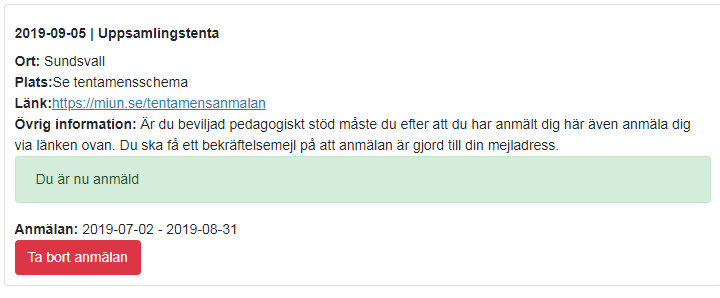 2019-09-05 | Uppsamlingstenta
Ort: Sundsvall
Plats:Se tentamensschema
Länk:https://miun.se/tentamensanmalan
Övrig information: Är du beviljad pedagogiskt stöd måste du efter att du har anmält dig här även anmäla dig
via länken ovan. Du ska få ett bekräftelsemejl på att anmälan är gjord till din mejladress.
Du är nu anmäld
Anmälan: 2019-07-02 - 2019-08-31
Ta bort anmälan